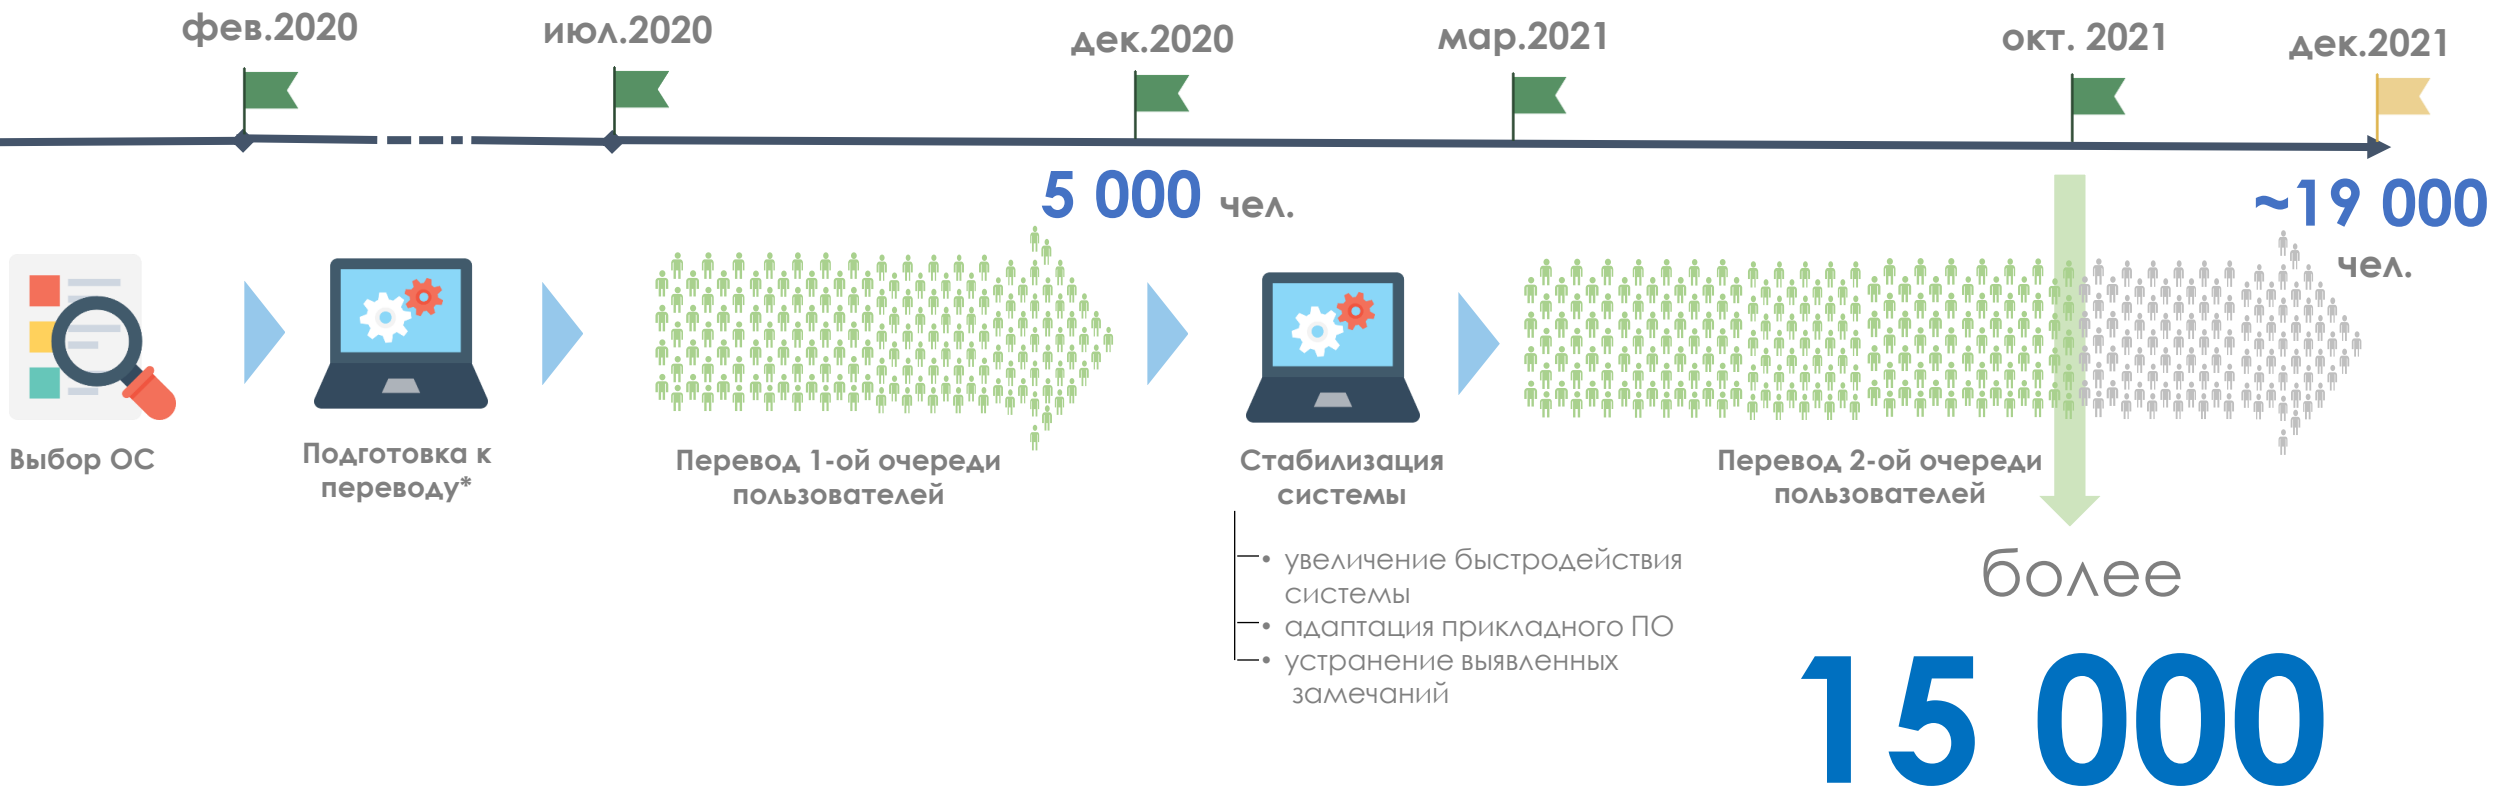 фев.2020
июл.2020
дек.2020
мар.2021
окт. 2021
дек.2021
5 000 чел.
~19 000
чел.
Выбор ОС
Подготовка к
переводу*
Перевод 1-ой очереди
пользователей
Стабилизация
системы
• увеличение быстродействия
системы
• адаптация прикладного ПО
• устранение выявленных
замечаний
Перевод 2-ой очереди
пользователей
более
15 000